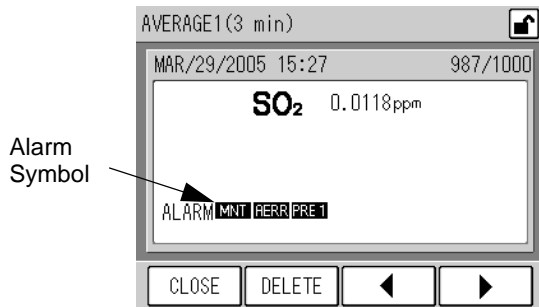 AVERAGE1(3 min)
MAR/29/2005 15:27 987/1000
SO₂ 0.0118ppm
Alarm
Symbol
ALARM MNT AERR PRE 1
CLOSE DELETE ◀ ▶